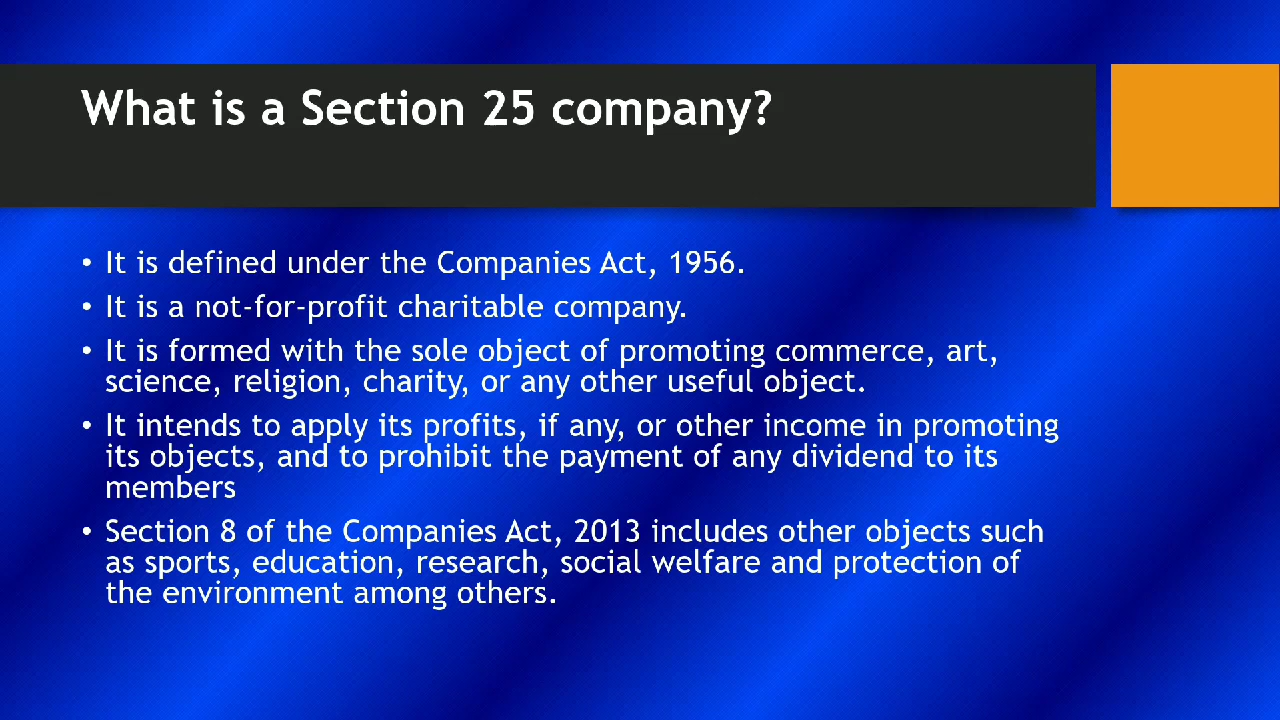 What is a Section 25 company?
• It is defined under the Companies Act, 1956.
• It is a not-for-profit charitable company.
• It is formed with the sole object of promoting commerce, art,
science, religion, charity, or any other useful object.
• It intends to apply its profits, if any, or other income in promoting
its objects, and to prohibit the payment of any dividend to its
members
• Section 8 of the Companies Act, 2013 includes other objects such
as sports, education, research, social welfare and protection of
the environment among others.